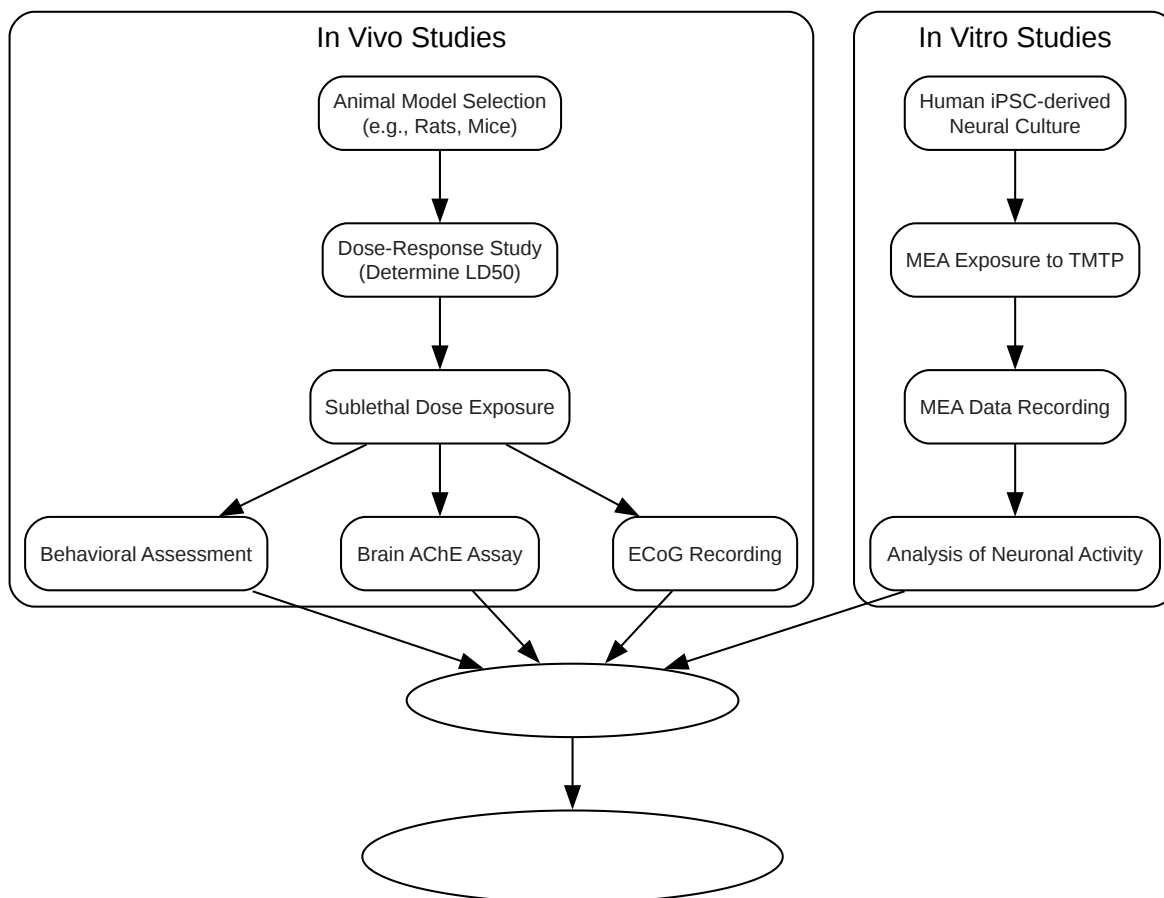 In Vivo Studies
Animal Model Selection
(e.g., Rats, Mice)
Dose-Response Study
(Determine LD50)
Sublethal Dose Exposure
Behavioral Assessment
Brain AChE Assay
ECoG Recording
In Vitro Studies
Human iPSC-derived
Neural Culture
MEA Exposure to TMTP
MEA Data Recording
Analysis of Neuronal Activity